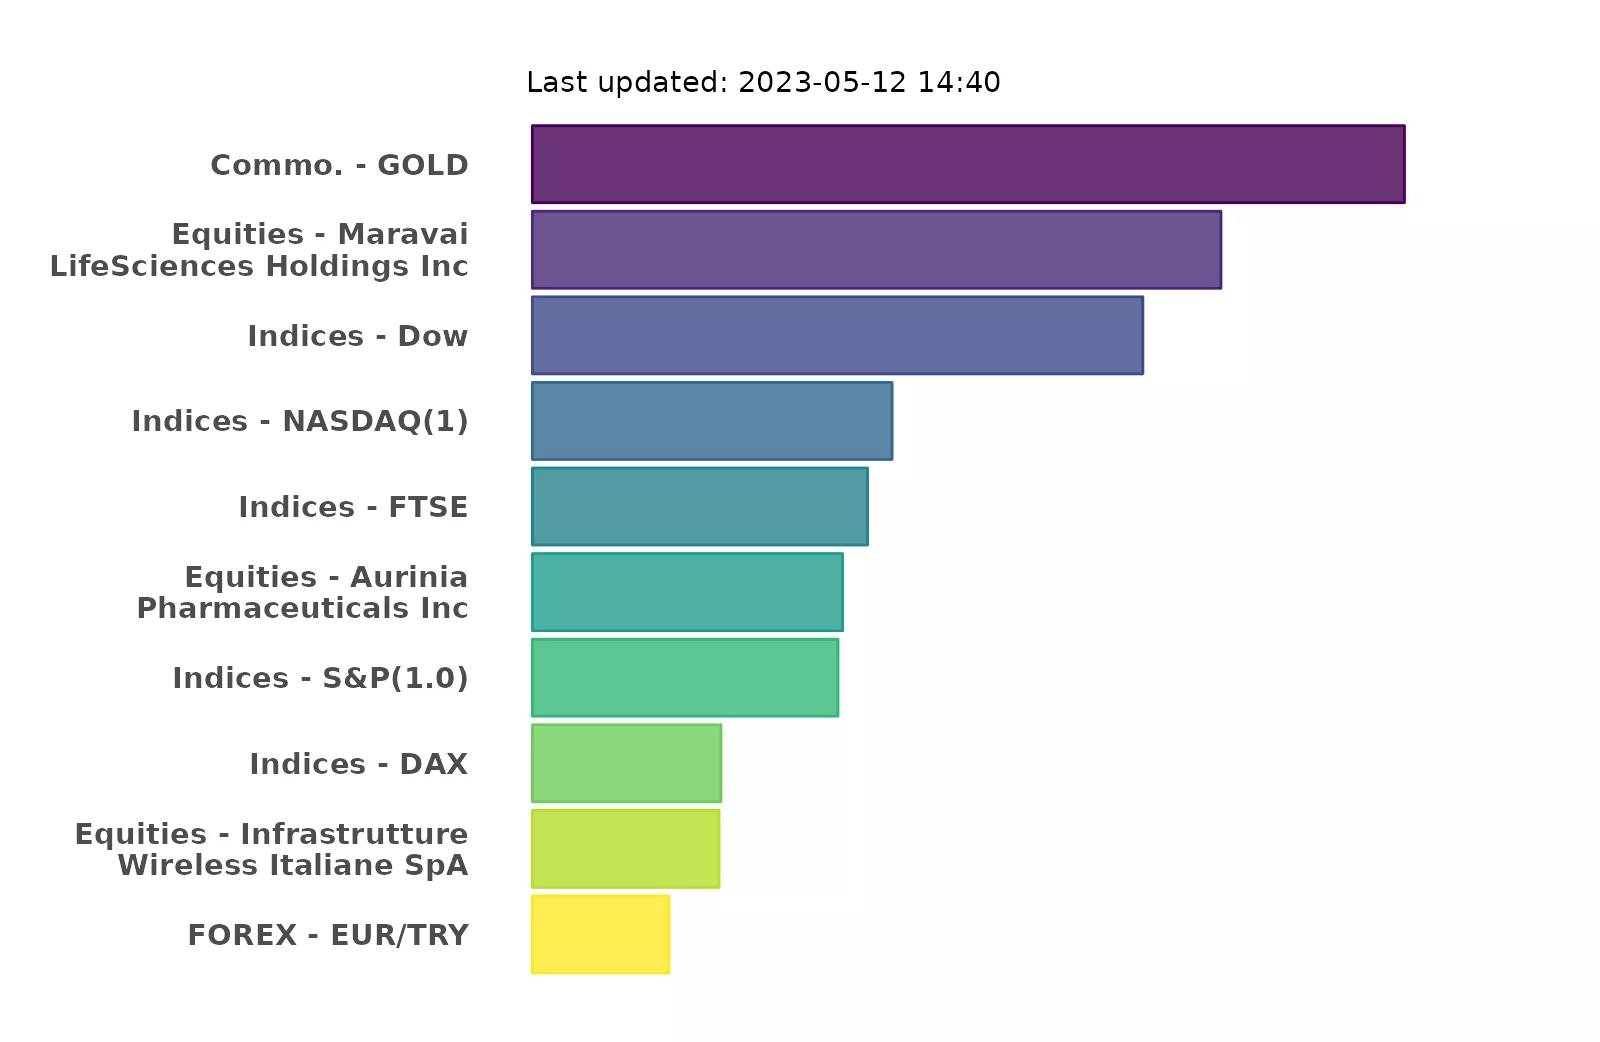 Last updated: 2023-05-12 14:40
Commo. - GOLD
Equities - Maravai
LifeSciences Holdings Inc
Indices - Dow
Indices - NASDAQ(1)
Indices - FTSE
Equities - Aurinia
Pharmaceuticals Inc
Indices - S&P(1.0)
Indices - DAX
Equities - Infrastrutture
Wireless Italiane SpA
FOREX - EUR/TRY